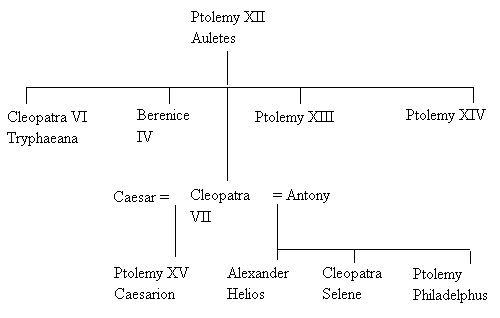 Ptolemy XII
Auletes
Cleopatra VI
Tryphaeana
Berenice
IV
Ptolemy XIII
Ptolemy XIV
Caesar =
Cleopatra
VII
= Antony
Ptolemy XV
Caesarion
Alexander
Helios
Cleopatra
Selene
Ptolemy
Philadelphus